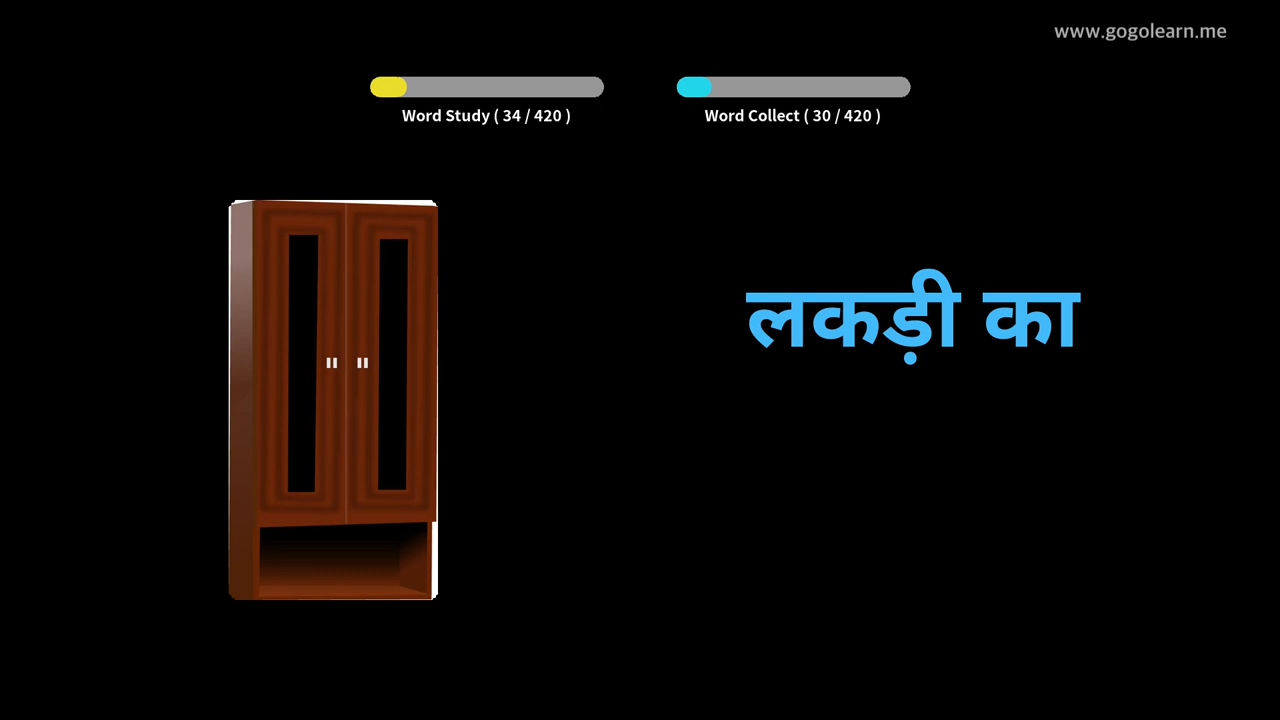 www.gogolearn.me
Word Study ( 34 / 420 ) Word Collect ( 30 / 420 )
लकड़ी का